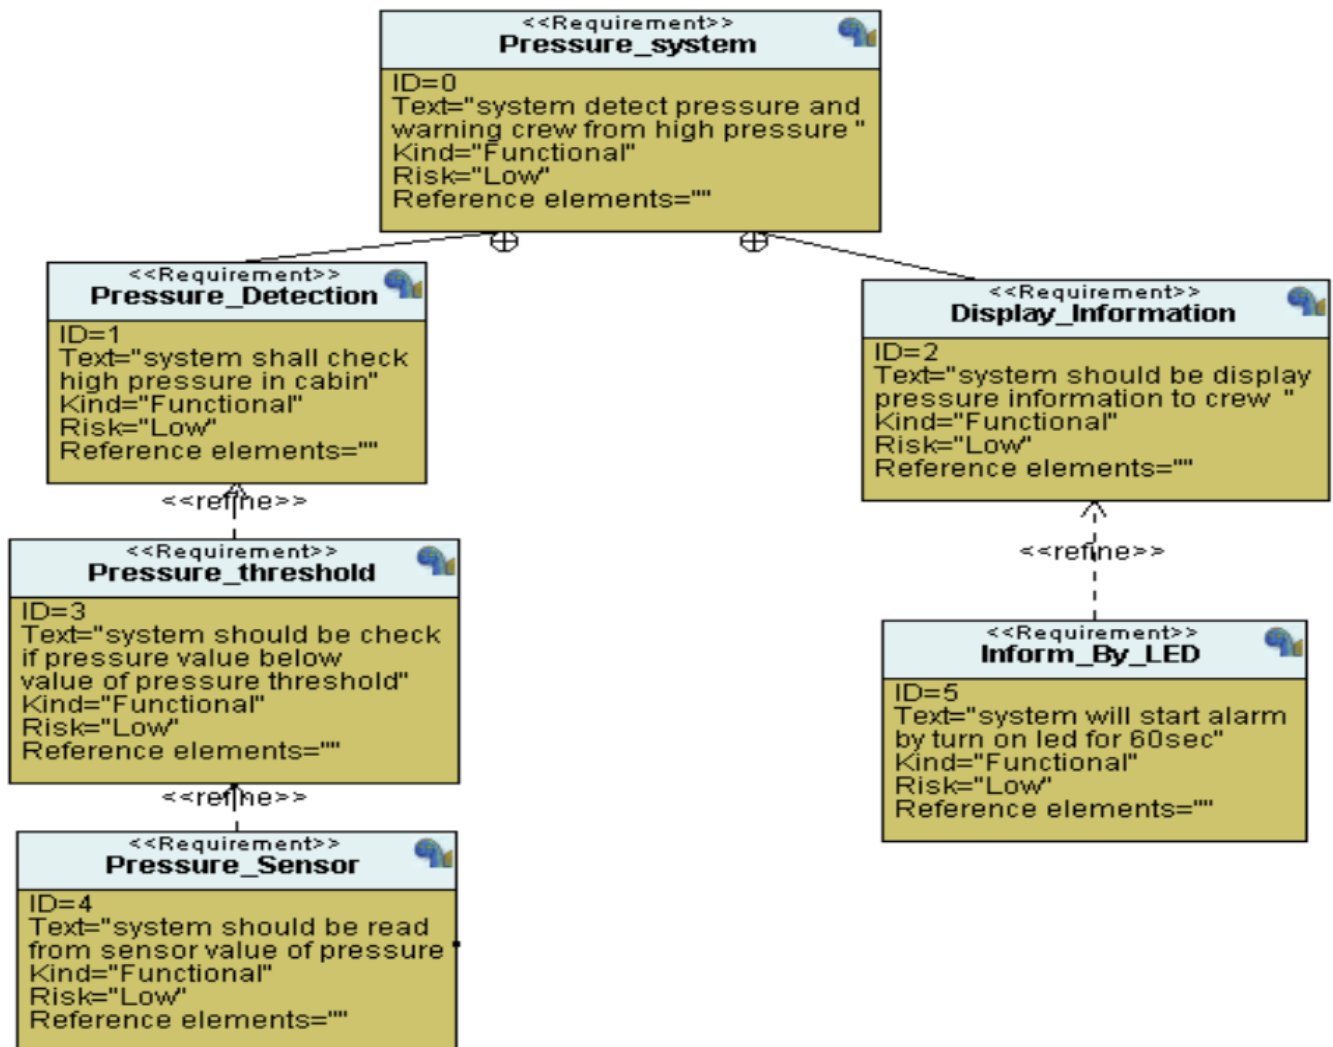 <<Requirement>>
Pressure_system
ID=0
Text="system detect pressure and
warning crew from high pressure "
Kind="Functional"
Risk="Low"
Reference elements=""
<<Requirement>>
Pressure_Detection
ID=1
Text="system shall check
high pressure in cabin"
Kind="Functional"
Risk="Low"
Reference elements=""
<<Requirement>>
Display_Information
ID=2
Text="system should be display
pressure information to crew "
Kind="Functional"
Risk="Low"
Reference elements=""
<<refine>>
<<refine>>
<<Requirement>>
Pressure_threshold
ID=3
Text="system should be check
if pressure value below
value of pressure threshold"
Kind="Functional"
Risk="Low"
Reference elements=""
<<Requirement>>
Inform_By_LED
ID=5
Text="system will start alarm
by turn on led for 60sec"
Kind="Functional"
Risk="Low"
Reference elements=""
<<refine>>
<<Requirement>>
Pressure_Sensor
ID=4
Text="system should be read
from sensor value of pressure
Kind="Functional"
Risk="Low"
Reference elements=""